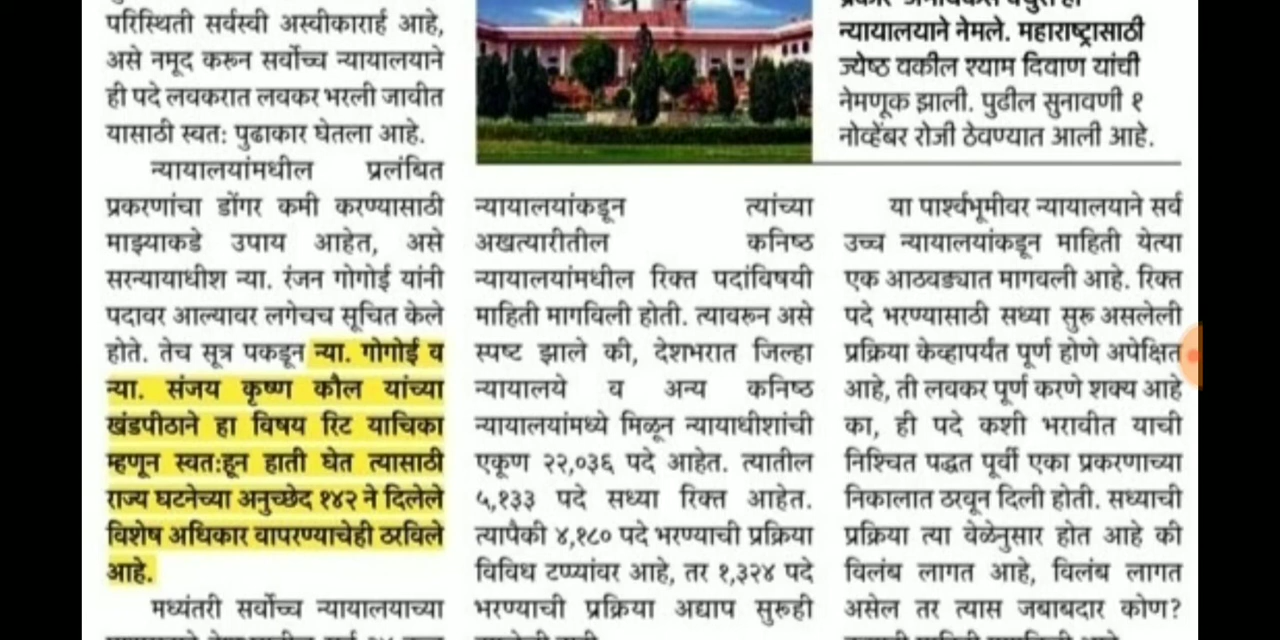 परिस्थिती सर्वस्वी अस्वीकारार्ह आहे,
असे नमूद करून सर्वोच्च न्यायालयाने
ही पदे लवकरात लवकर भरली जावीत
यासाठी स्वत: पुढाकार घेतला आहे.
न्यायालयांमधील प्रलंबित
प्रकरणांचा डोंगर कमी करण्यासाठी
माझ्याकडे उपाय आहेत, असे
सरन्यायाधीश न्या. रंजन गोगोई यांनी
पदावर आल्यावर लगेचच सूचित केले
होते. तेच सूत्र पकडून न्या. गोगोई व
न्या. संजय कृष्ण कौल यांच्या
खंडपीठाने हा विषय रिट याचिका
म्हणून स्वत:हून हाती घेत त्यासाठी
राज्य घटनेच्या अनुच्छेद १४२ ने दिलेले
विशेष अधिकार वापरण्याचेही ठरविले
आहे.
मध्यंतरी सर्वोच्च न्यायालयाच्या
न्यायालयांकडून त्यांच्या
अखत्यारीतील कनिष्ठ
न्यायालयांमधील रिक्त पदांविषयी
माहिती मागविली होती. त्यावरून असे
स्पष्ट झाले की, देशभरात जिल्हा
न्यायालये व अन्य कनिष्ठ
न्यायालयांमध्ये मिळून न्यायाधीशांची
एकूण २२,०३६ पदे आहेत. त्यातील
५,१३३ पदे सध्या रिक्त आहेत.
त्यापैकी ४,१८० पदे भरण्याची प्रक्रिया
विविध टप्प्यांवर आहे, तर १,३२४ पदे
भरण्याची प्रक्रिया अद्याप सुरूही
न्यायालयाने नेमले. महाराष्ट्रासाठी
ज्येष्ठ वकील श्याम दिवाण यांची
नेमणूक झाली. पुढील सुनावणी १
नोव्हेंबर रोजी ठेवण्यात आली आहे.
या पार्श्वभूमीवर न्यायालयाने सर्व
उच्च न्यायालयांकडून माहिती येत्या
एक आठवड्यात मागवली आहे. रिक्त
पदे भरण्यासाठी सध्या सुरू असलेली
प्रक्रिया केव्हापर्यंत पूर्ण होणे अपेक्षित
आहे, ती लवकर पूर्ण करणे शक्य आहे
का, ही पदे कशी भरावीत याची
निश्चित पद्धत पूर्वी एका प्रकरणाच्या
निकालात ठरवून दिली होती. सध्याची
प्रक्रिया त्या वेळेनुसार होत आहे की
विलंब लागत आहे, विलंब लागत
असेल तर त्यास जबाबदार कोण?